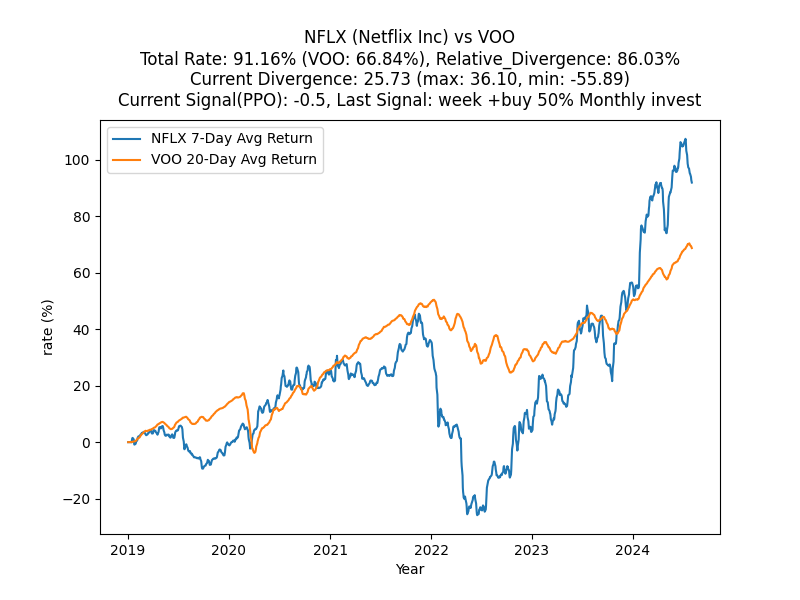 NFLX (Netflix Inc) vs VOO
Total Rate: 91.16% (VOO: 66.84%), Relative_Divergence: 86.03%
Current Divergence: 25.73 (max: 36.10, min: -55.89)
Current Signal(PPO): -0.5, Last Signal: week +buy 50% Monthly invest
NFLX 7-Day Avg Return
VOO 20-Day Avg Return
rate (%)
100
80
60
40
20
0
−20
2019 2020 2021 2022 2023 2024
Year